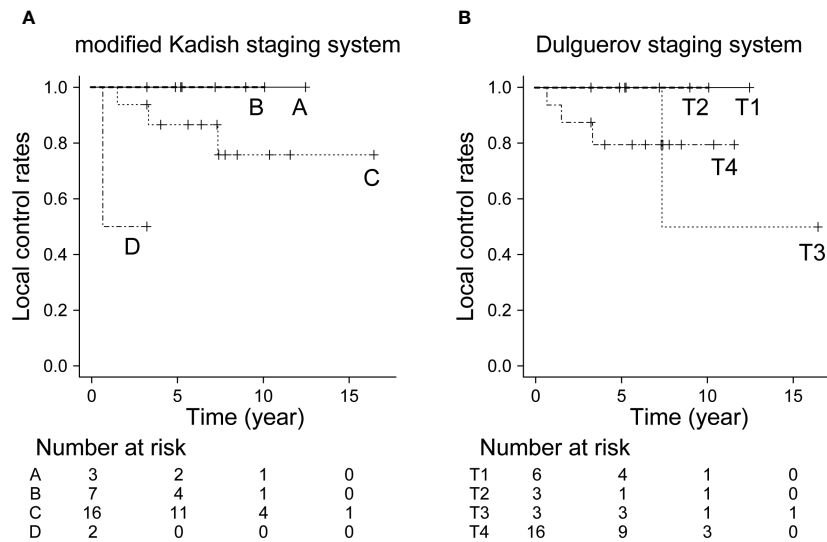 A
modified Kadish staging system
Local control rates
1.0
0.8
0.6
0.4
0.2
0.0
B
A
C
D
0 5 10 15
Time (year)
Number at risk
A 3 2 1 0
B 7 4 1 0
C 16 11 4 1
D 2 0 0 0
B
Dulguerov staging system
Local control rates
1.0
0.8
0.6
0.4
0.2
0.0
T2
T1
T4
T3
0 5 10 15
Time (year)
Number at risk
T1 6 4 1 0
T2 3 1 1 0
T3 3 3 1 1
T4 16 9 3 0